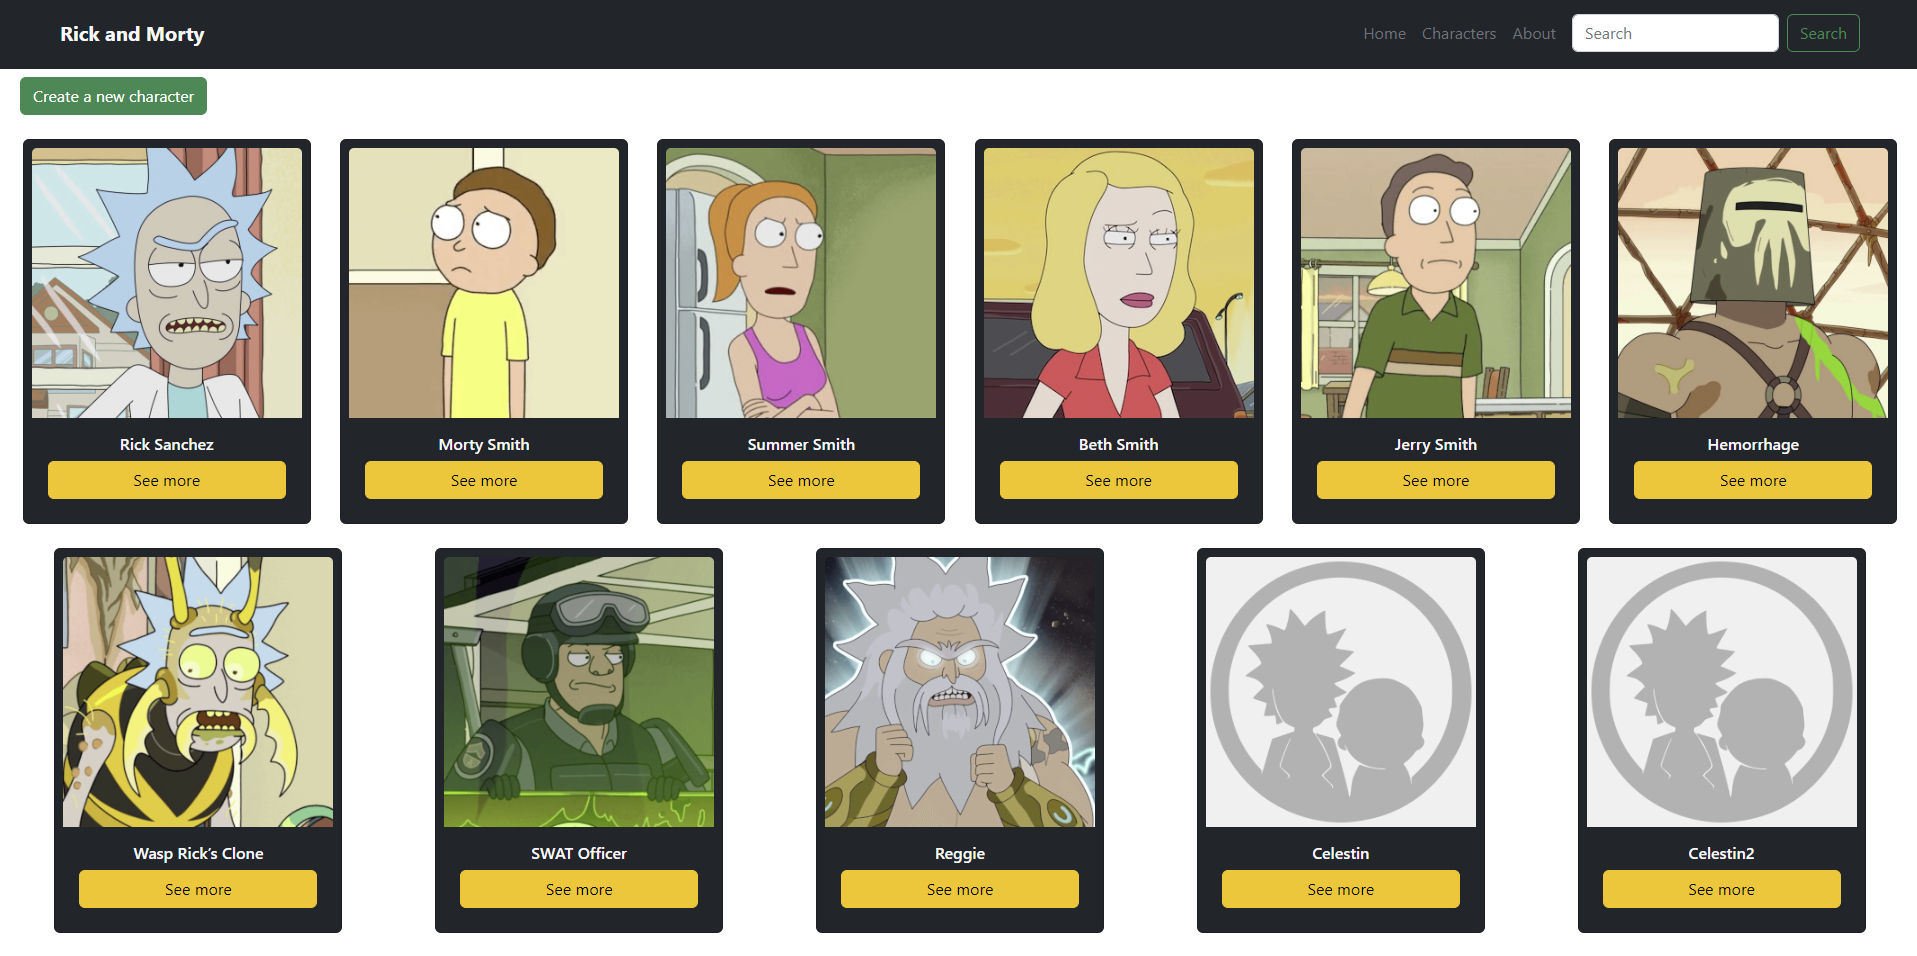 Rick and Morty
Home Characters About Search Search
Create a new character
Rick Sanchez
See more
Morty Smith
See more
Summer Smith
See more
Beth Smith
See more
Jerry Smith
See more
Hemorrhage
See more
Wasp Rick’s Clone
See more
SWAT Officer
See more
Reggie
See more
Celestin
See more
Celestin2
See more